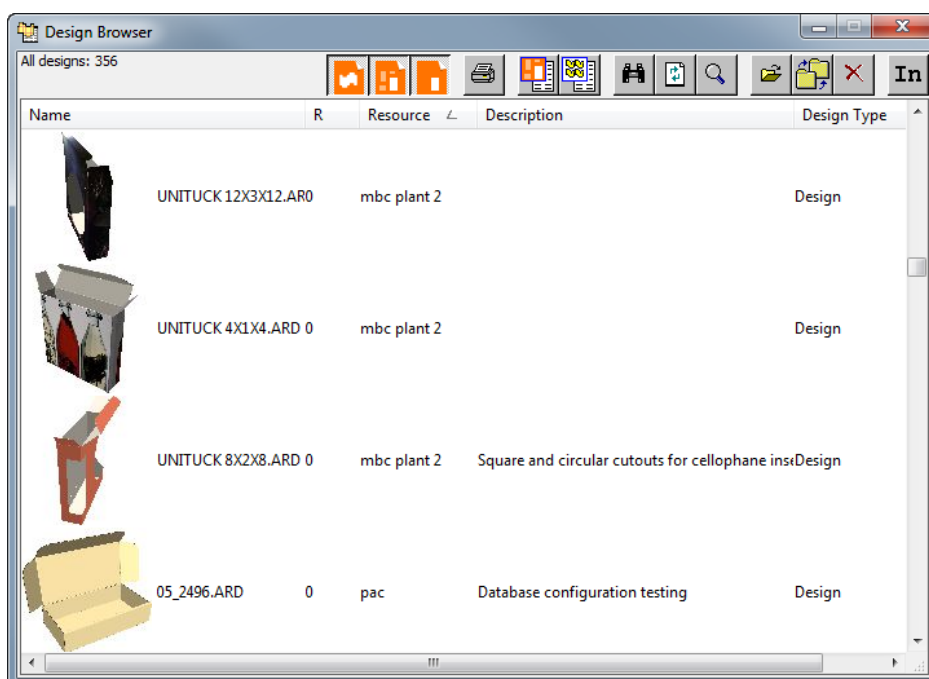 Design Browser
All designs: 356
In
Name R Resource Description Design Type
UNITUCK 12X3X12.AR0 mbc plant 2 Design
UNITUCK 4X1X4.ARD 0 mbc plant 2 Design
UNITUCK 8X2X8.ARD 0 mbc plant 2 Square and circular cutouts for cellophane inse Design
05_2496.ARD 0 pac Database configuration testing Design